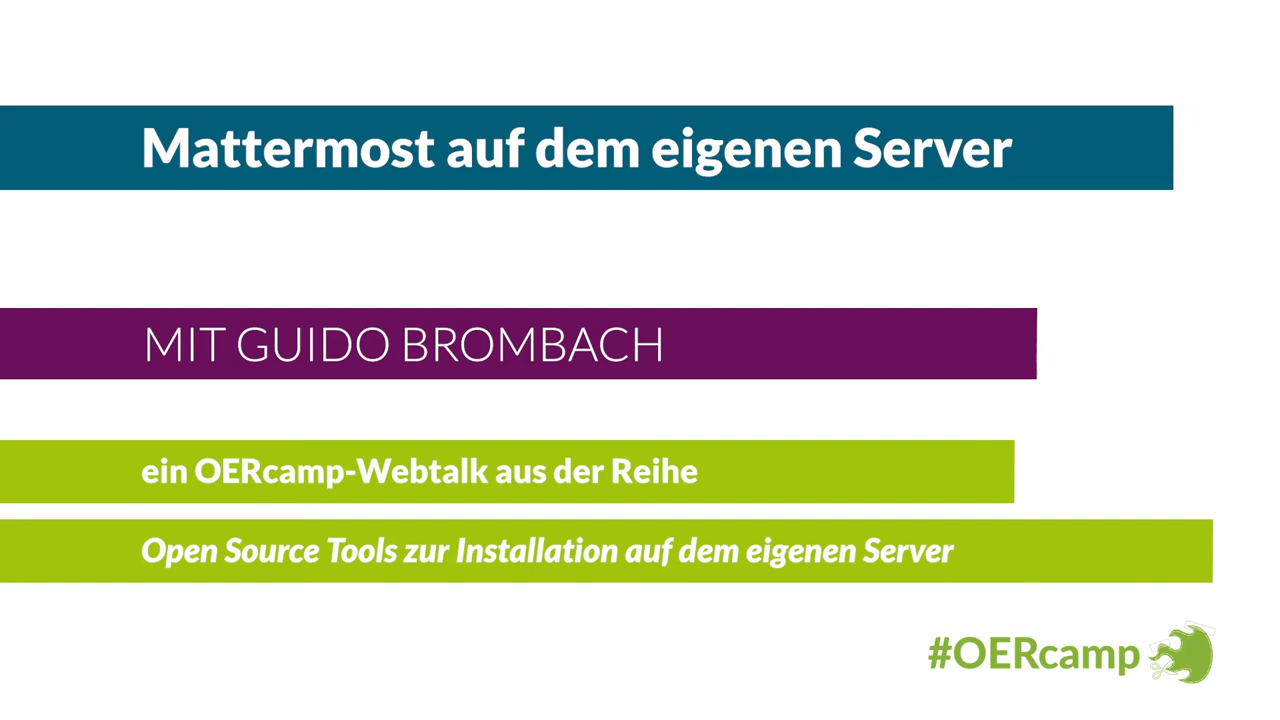 Mattermost auf dem eigenen Server
MIT GUIDO BROMBACH
ein OERcamp-Webtalk aus der Reihe
Open Source Tools zur Installation auf dem eigenen Server
#OERcamp